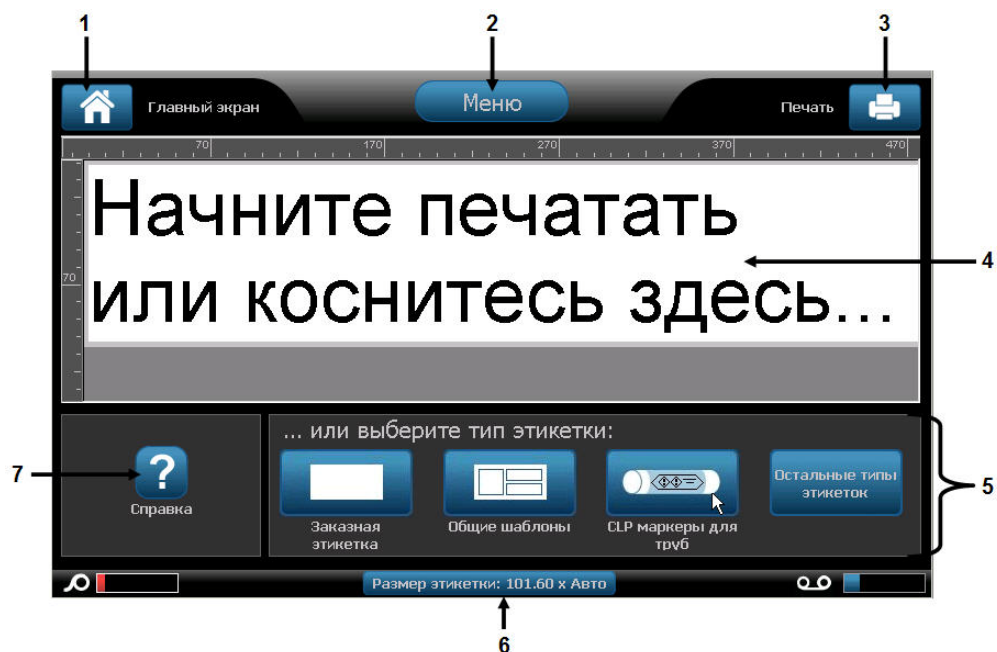 1 2 3
Главный экран Меню Печать
70 170 270 370 470
Начните печатать
70
или коснитесь здесь...
4
... или выберите тип этикетки:
7 ? 5
Остальные типы
этикеток
Справка
Заказная
этикетка
Общие шаблоны
CLP маркеры для
труб
Размер этикетки: 101.60 x Авто
6